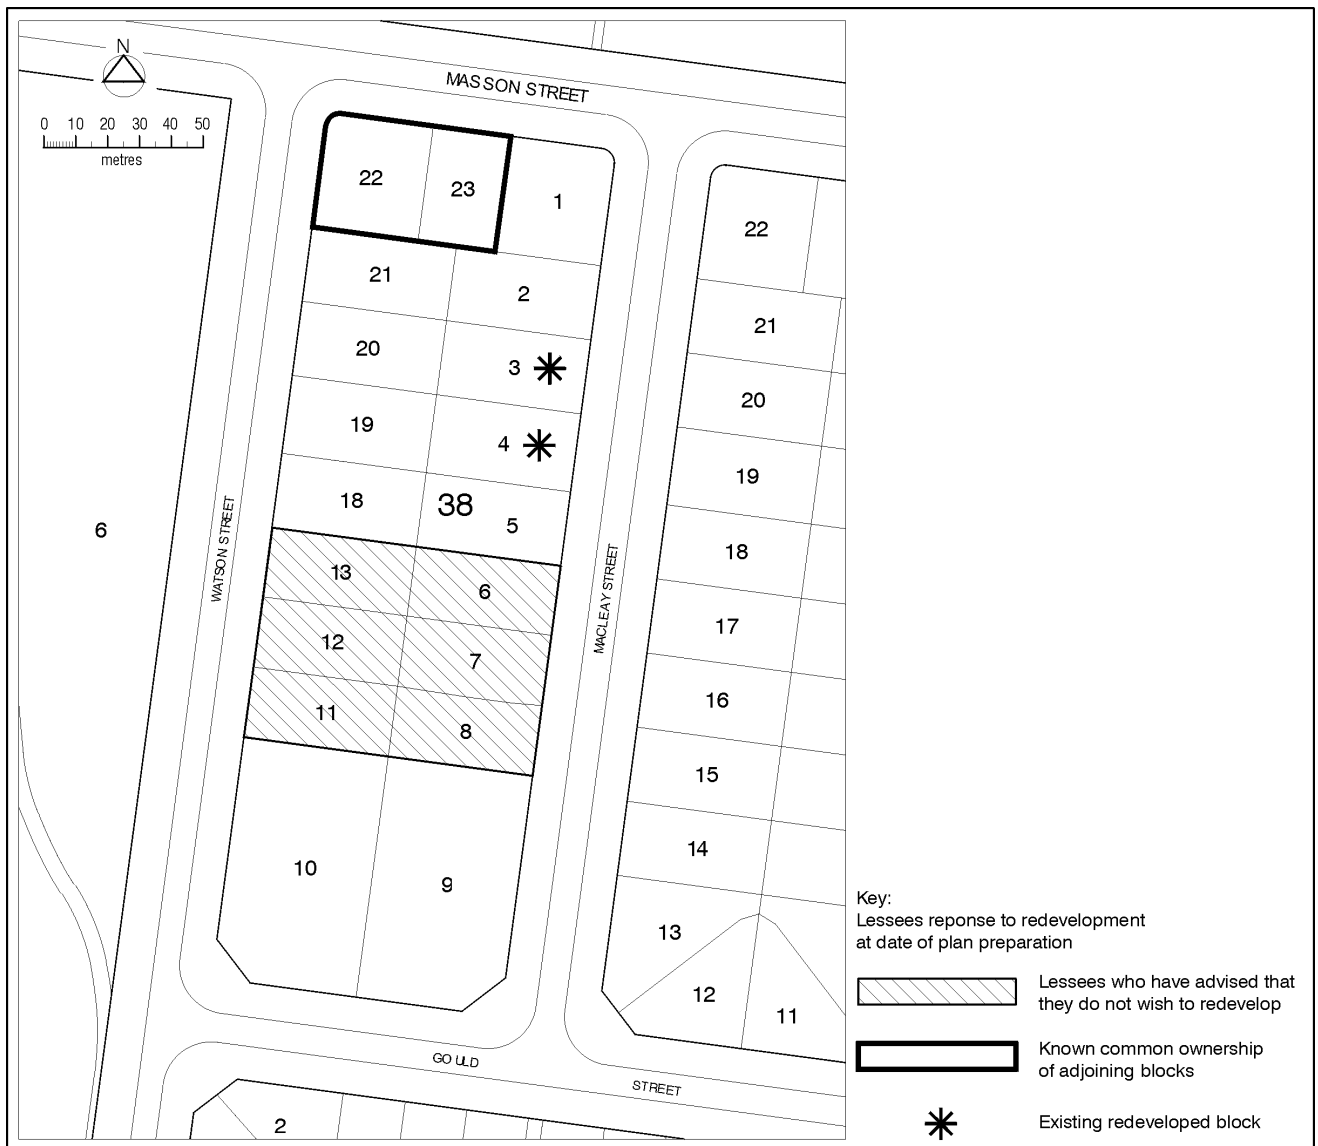 N
MASSON STREET
0 10 20 30 40 50
metres
22
23
1
22
21
2
21
20
3
20
19
4
19
18
38
5
WATSON STREET
6
MACLEAY STREET
18
13
6
17
12
7
16
11
8
15
14
10
9
13
12
11
GOULD
STREET
2
Key:
Lessees reponse to redevelopment
at date of plan preparation
Lessees who have advised that
they do not wish to redevelop
Known common ownership
of adjoining blocks
Existing redeveloped block